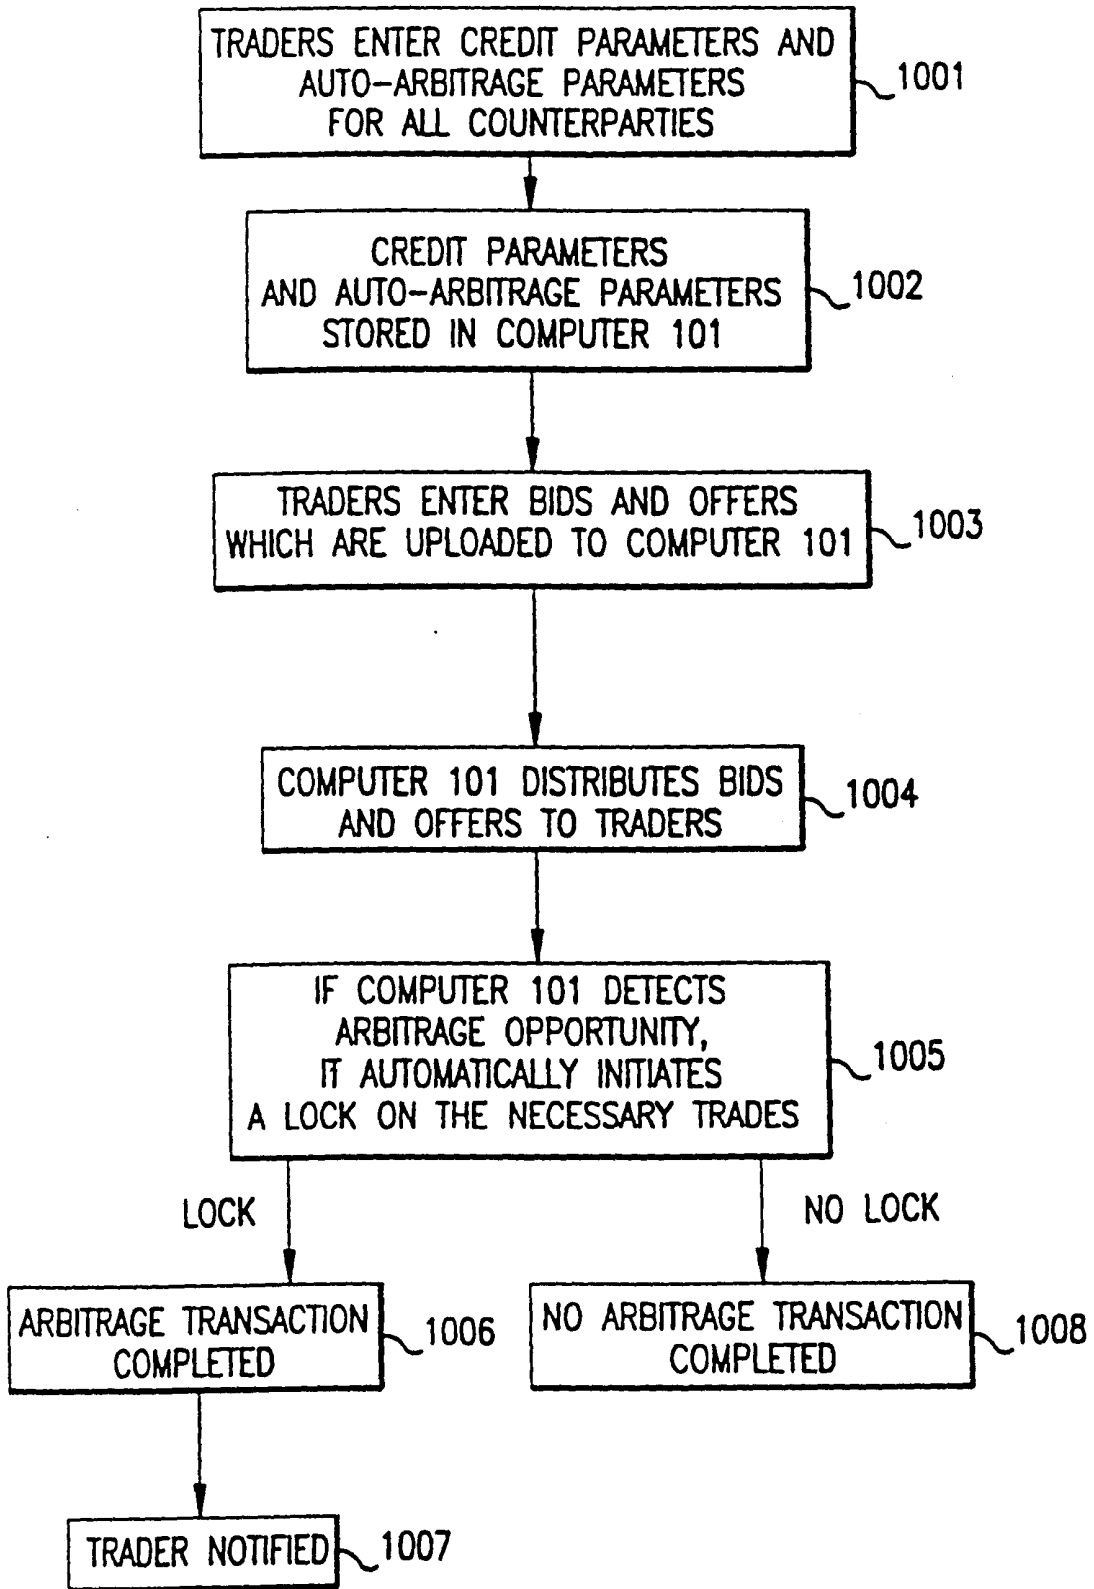 TRADERS ENTER CREDIT PARAMETERS AND
AUTO-ARBITRAGE PARAMETERS
FOR ALL COUNTERPARTIES
1001
CREDIT PARAMETERS
AND AUTO-ARBITRAGE PARAMETERS
STORED IN COMPUTER 101
1002
TRADERS ENTER BIDS AND OFFERS
WHICH ARE UPLOADED TO COMPUTER 101
1003
COMPUTER 101 DISTRIBUTES BIDS
AND OFFERS TO TRADERS
1004
IF COMPUTER 101 DETECTS
ARBITRAGE OPPORTUNITY,
IT AUTOMATICALLY INITIATES
A LOCK ON THE NECESSARY TRADES
1005
LOCK
NO LOCK
ARBITRAGE TRANSACTION
COMPLETED
1006
NO ARBITRAGE TRANSACTION
COMPLETED
1008
TRADER NOTIFIED
1007